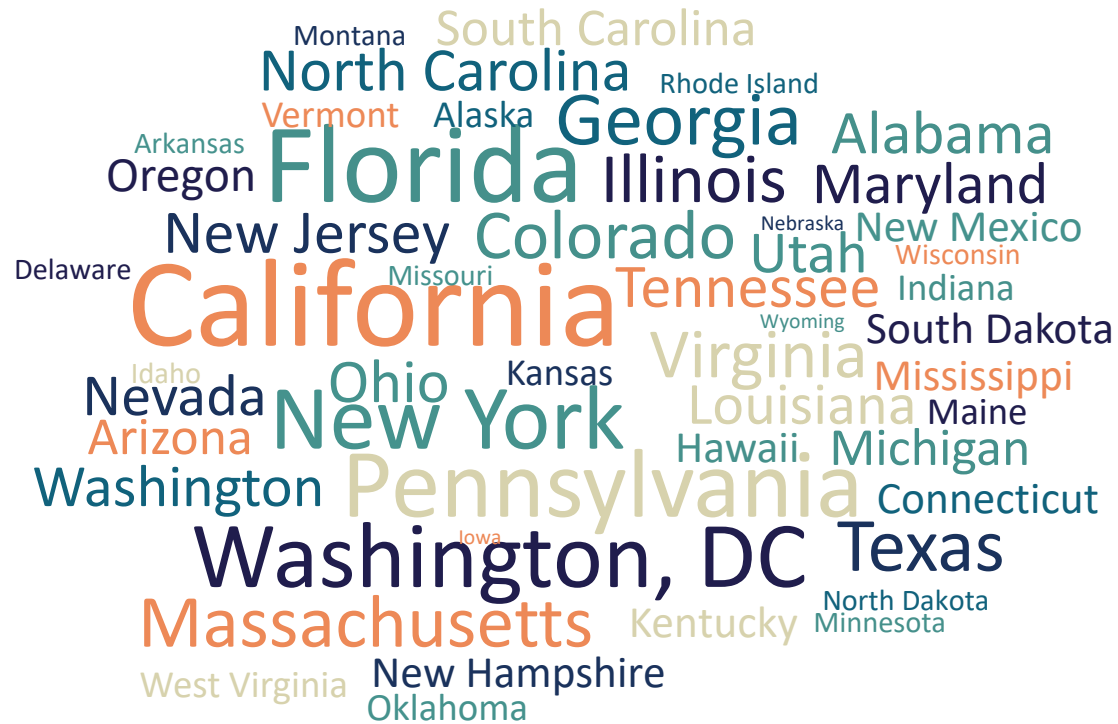 Montana
South Carolina
North Carolina
Rhode Island
Vermont
Alaska
Georgia
Alabama
Arkansas
Florida
Illinois
Maryland
Oregon
New Jersey
Colorado
Nebraska
New Mexico
Utah
Wisconsin
Delaware
California
Missouri
Tennessee
Indiana
Wyoming
South Dakota
Virginia
Idaho
Kansas
Ohio
Mississippi
Nevada
New York
Louisiana
Maine
Arizona
Hawaii
Michigan
Washington
Pennsylvania
Connecticut
Washington, DC
Iowa
Texas
Massachusetts
North Dakota
Kentucky
Minnesota
West Virginia
New Hampshire
Oklahoma